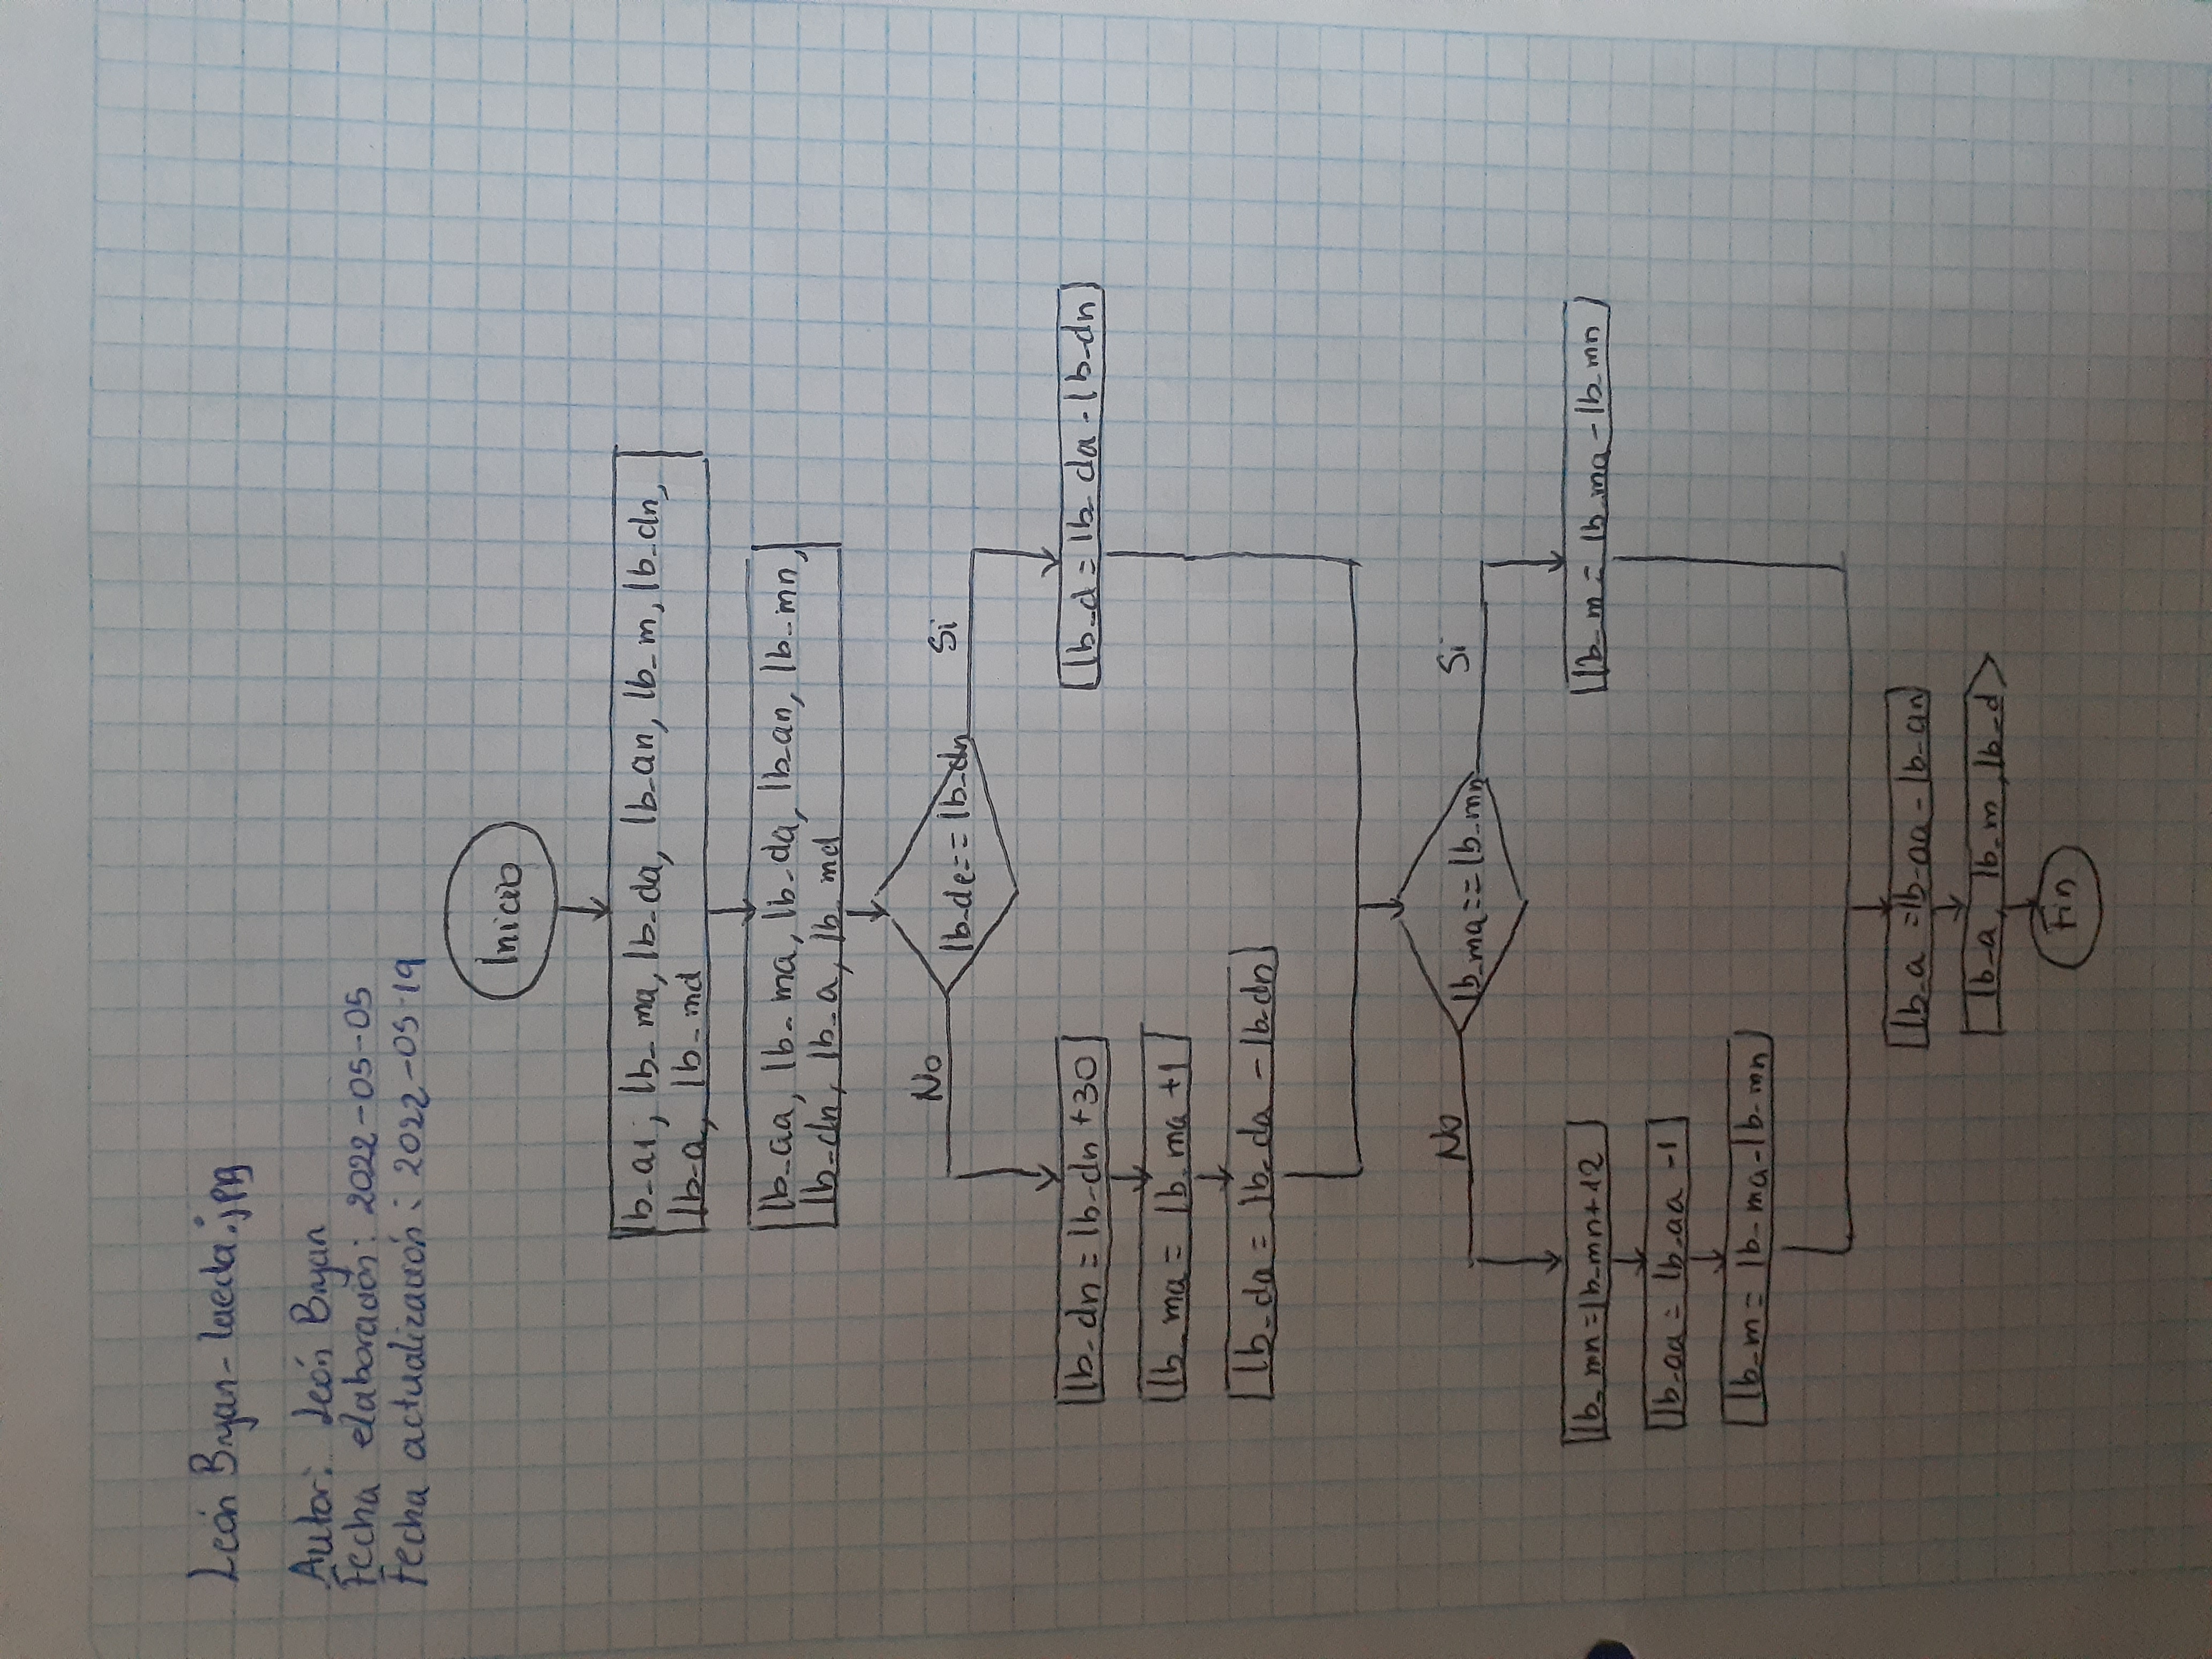 León Bryan-laeda.jpg
Autor: León Bryan
Fecha elaboración: 2022-05-05
Fecha actualización: 2022-05-19
Inicio
lb_a1, lb_ma, lb_da, lb_an, lb_m, lb_dn,
lb_a, lb_md
lb_aa, lb_ma, lb_da, lb_an, lb_mn,
lb_dn, lb_a, lb_md
No
lb_de==lb_dn
Si
lb_dn=lb_dn+30
lb_d=lb_da-lb_dn
lb_ma=lb_ma+1
lb_da=lb_da-lb_dn
No
lb_ma==lb_mn
Si
lb_mn=lb_mn+12
lb_m=lb_ma-lb_mn
lb_aa=lb_aa-1
lb_m=lb_ma-lb_mn
lb_a=lb_aa-lb_an
lb_a, lb_m, lb_d
Fin